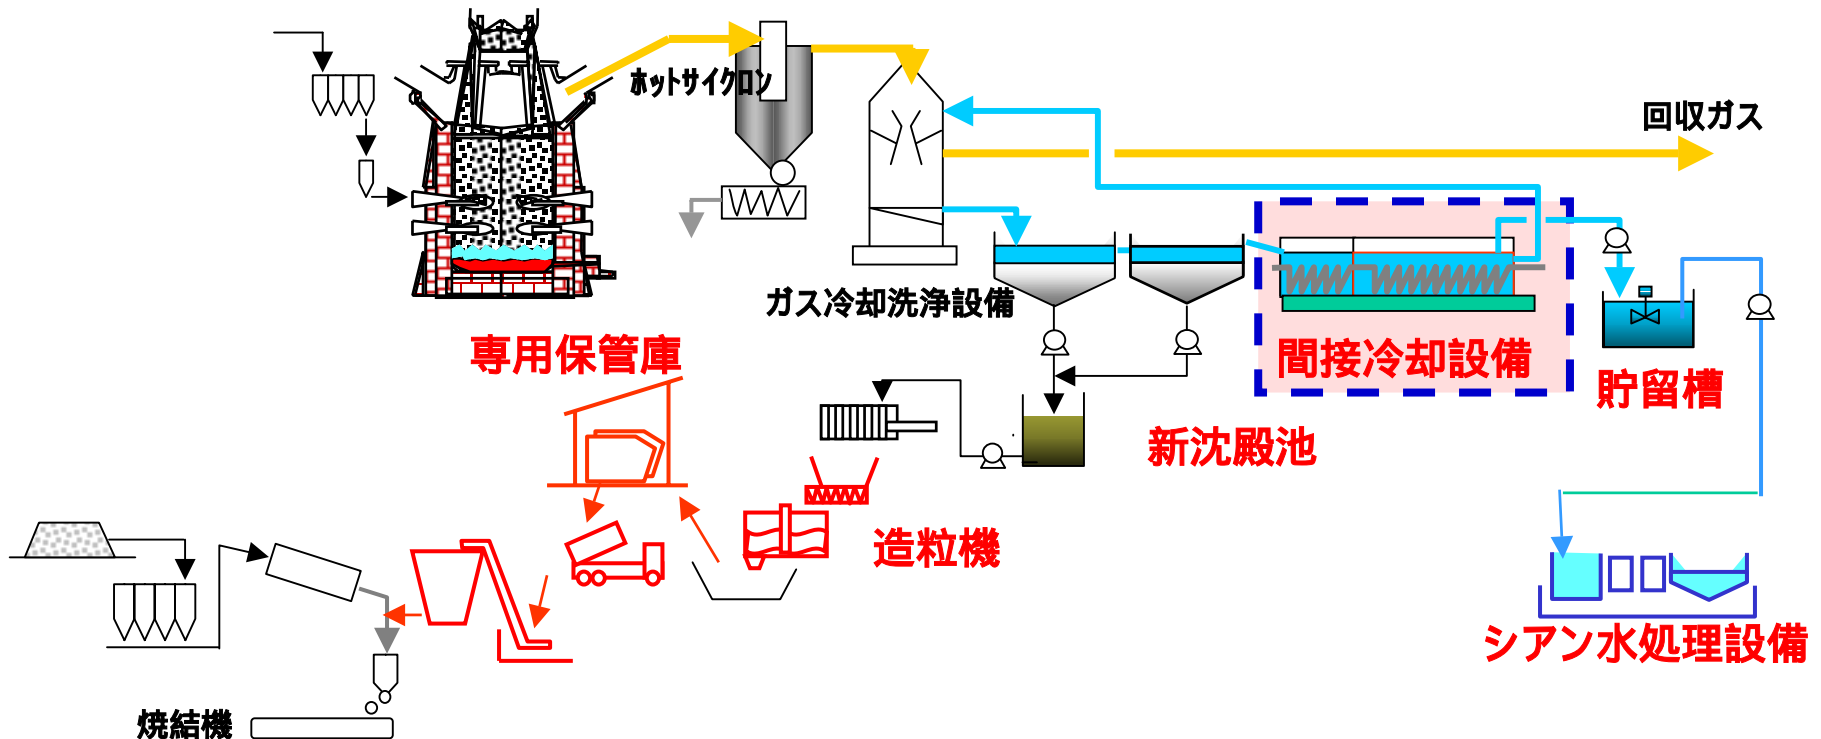 ホットサイクロン
回収ガス
ガス冷却洗浄設備
専用保管庫
間接冷却設備
貯留槽
新沈殿池
造粒機
シアン水処理設備
焼結機